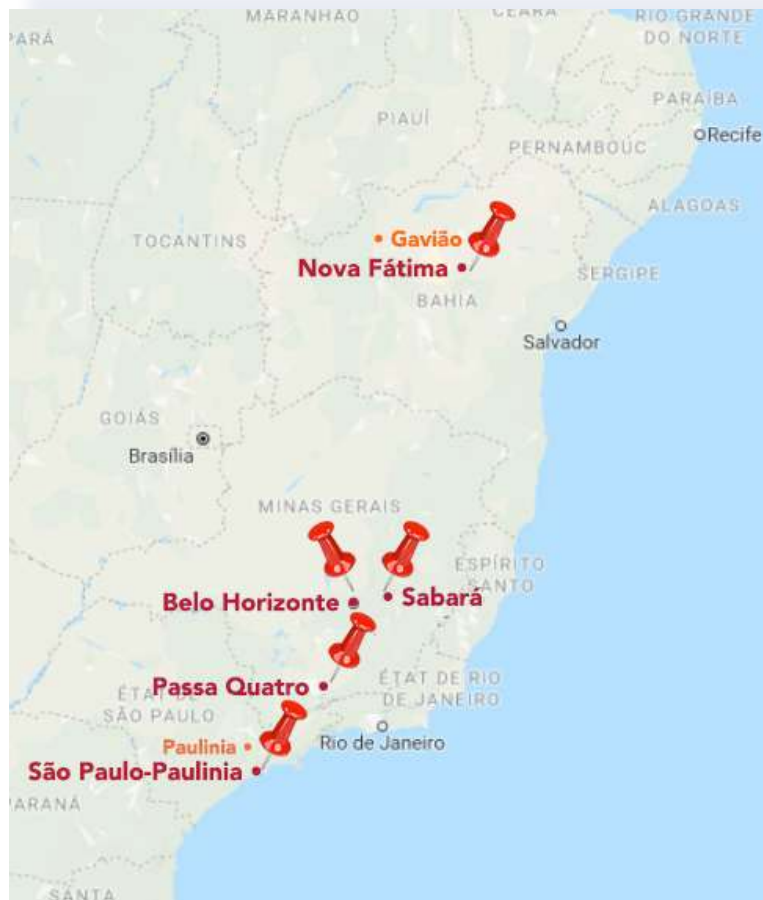 MARANHÃO
CEARÁ
RIO GRANDE
DO NORTE
PARÁ
PARAÍBA
PIAUÍ
PERNAMBOUC
Recife
ALAGOAS
TOCANTINS
Gavião
Nova Fátima
SERGIPE
BAHIA
Salvador
GOIÁS
Brasília
MINAS GERAIS
ESPÍRITO
SANTO
Belo Horizonte
Sabará
Passa Quatro
ÉTAT DE RIO
DE JANEIRO
ÉTAT DE
SÃO PAULO
Paulinia
Rio de Janeiro
São Paulo-Paulinia
PARANÁ
SANTA